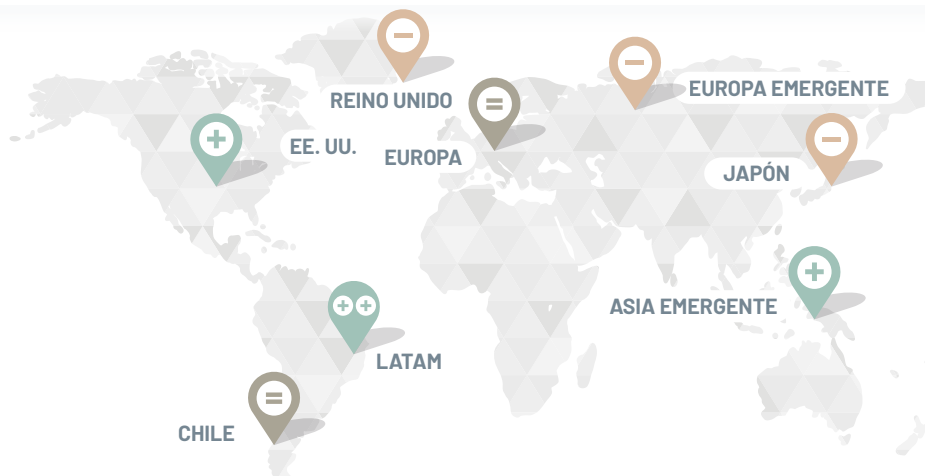 REINO UNIDO
EUROPA EMERGENTE
EE. UU.
EUROPA
JAPÓN
ASIA EMERGENTE
LATAM
CHILE